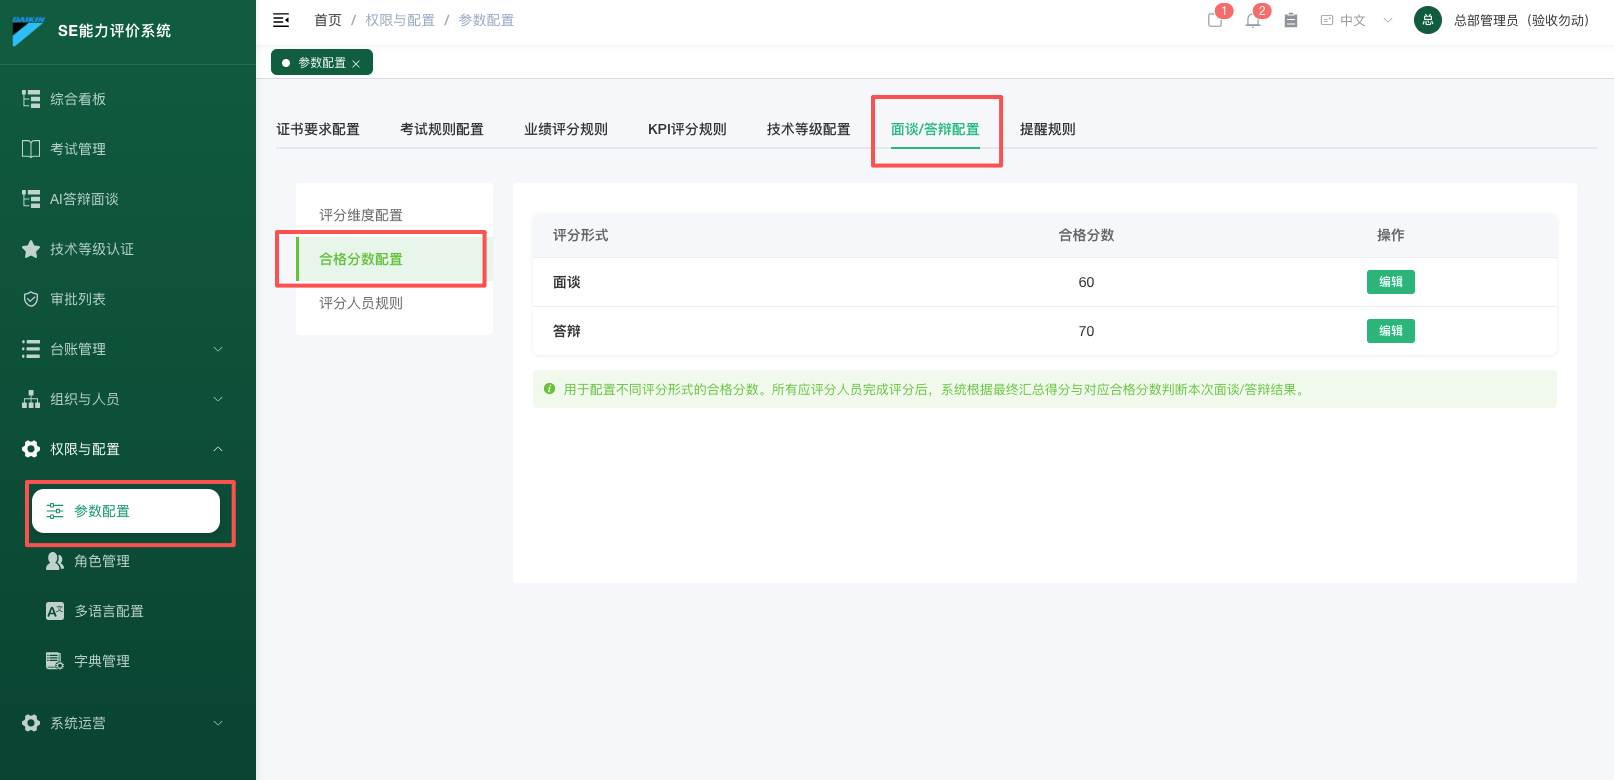 DAIKIN
SE能力评价系统
综合看板
考试管理
AI答辩面谈
技术等级认证
审批列表
台账管理
组织与人员
权限与配置
参数配置
角色管理
多语言配置
字典管理
系统运营
首页 / 权限与配置 / 参数配置
1
2
中文
总
总部管理员（验收勿动）
参数配置
证书要求配置
考试规则配置
业绩评分规则
KPI评分规则
技术等级配置
面谈/答辩配置
提醒规则
评分维度配置
合格分数配置
评分人员规则
评分形式 合格分数 操作
面谈 60 编辑
答辩 70 编辑
用于配置不同评分形式的合格分数。所有应评分人员完成评分后，系统根据最终汇总得分与对应合格分数判断本次面谈/答辩结果。